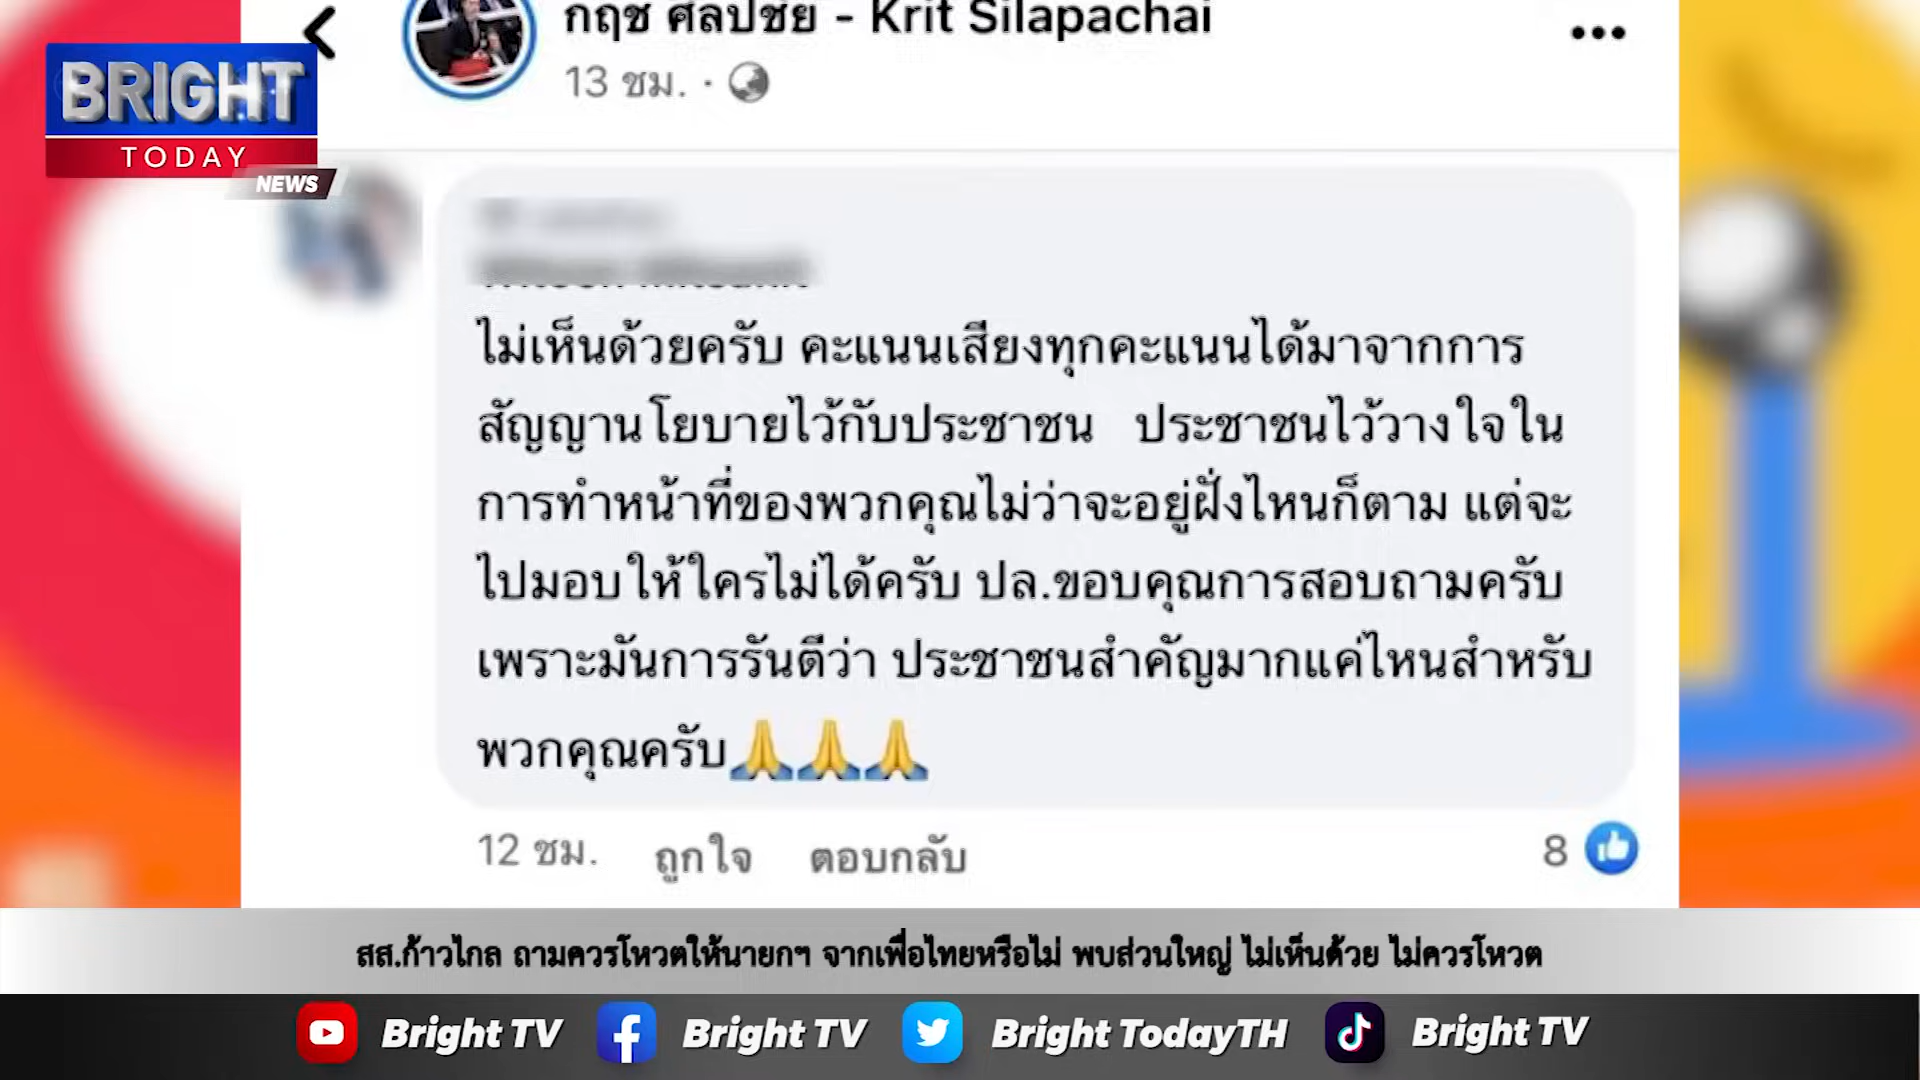 กฤช ศิลปชัย - Krit Silapachai
13 ชม. ·
BRIGHT
TODAY
NEWS
ไม่เห็นด้วยครับ คะแนนเสียงทุกคะแนนได้มาจากการ
สัญญานโยบายไว้กับประชาชน ประชาชนไว้วางใจใน
การทำหน้าที่ของพวกคุณไม่ว่าจะอยู่ฝั่งไหนก็ตาม แต่จะ
ไปมอบให้ใครไม่ได้ครับ ปล.ขอบคุณการสอบถามครับ
เพราะมันการรันตีว่า ประชาชนสำคัญมากแค่ไหนสำหรับ
พวกคุณครับ🙏🙏🙏
12 ชม. ถูกใจ ตอบกลับ 8
สส.ก้าวไกล ถามควรโหวตให้นายกฯ จากเพื่อไทยหรือไม่ พบส่วนใหญ่ ไม่เห็นด้วย ไม่ควรโหวต
Bright TV Bright TV Bright TodayTH Bright TV